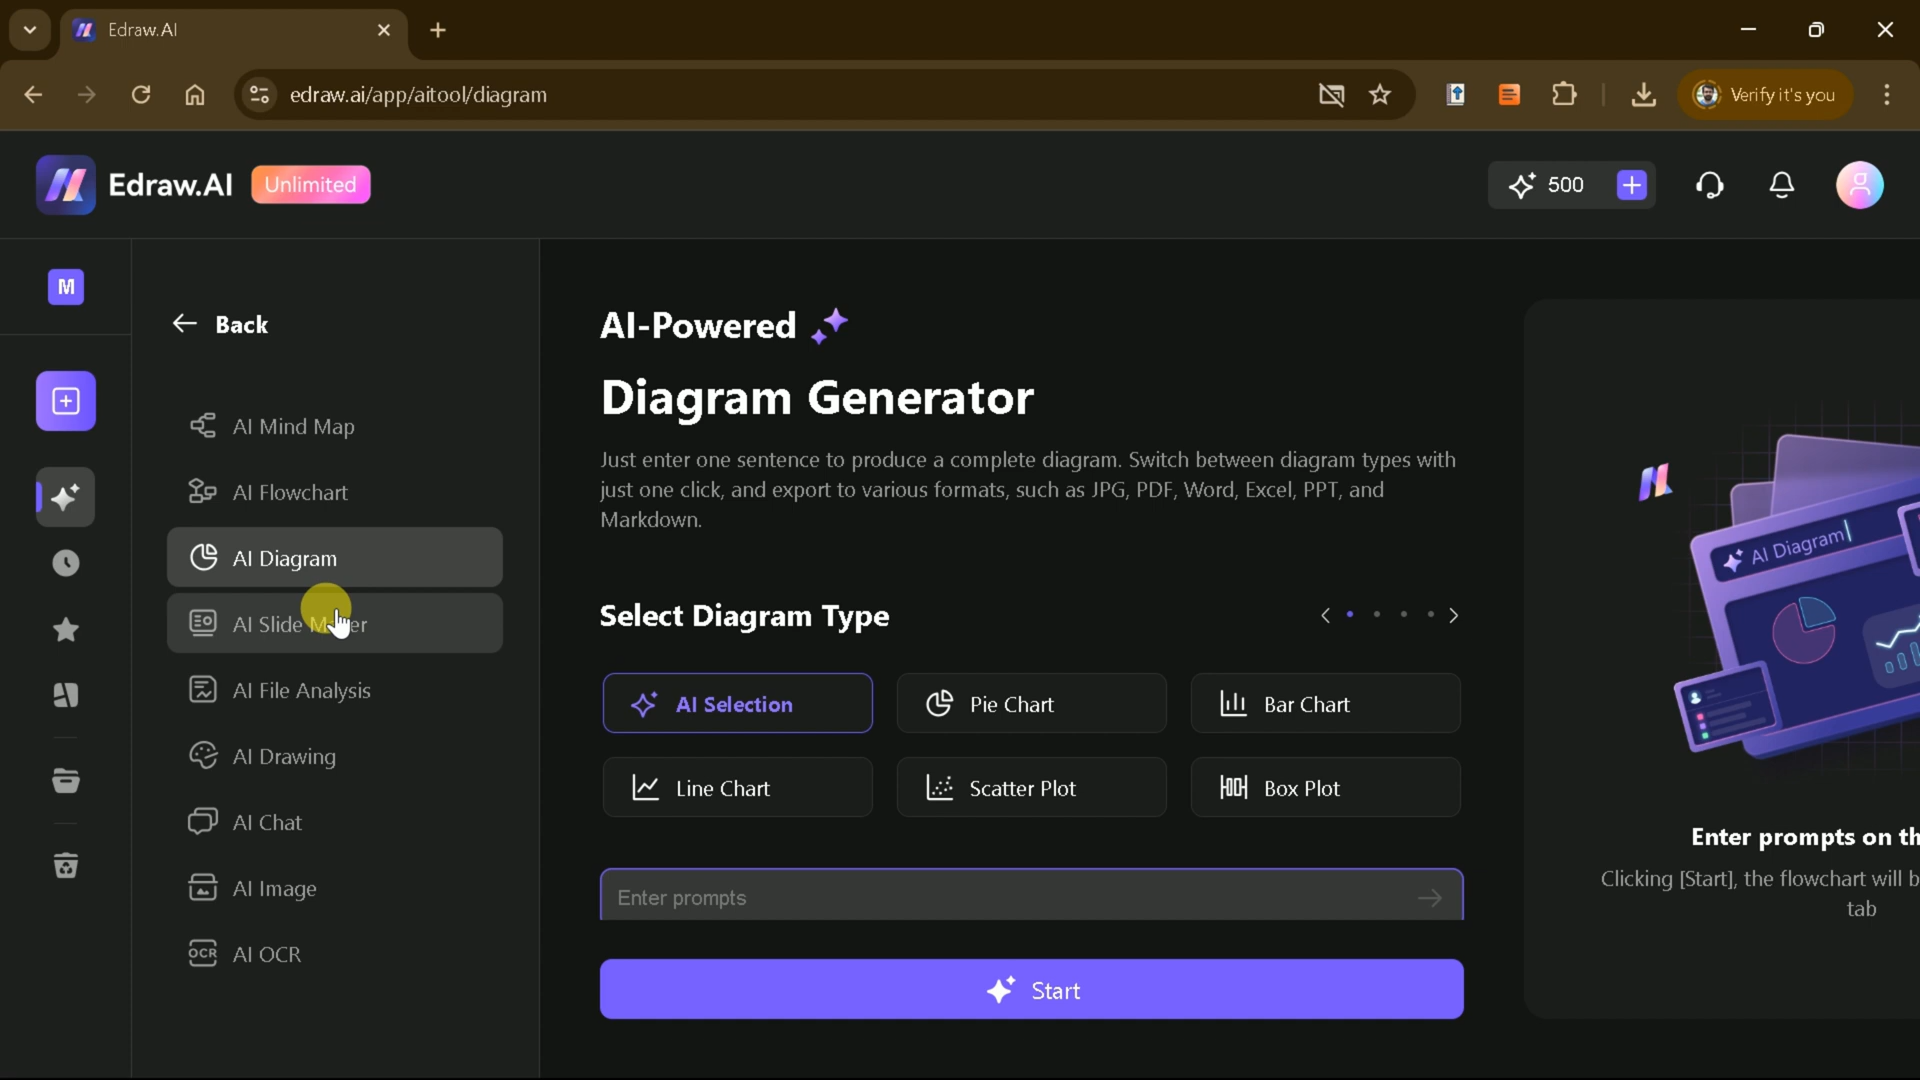 Edraw.AI
edraw.ai/app/aitool/diagram
Verify it's you
Edraw.AI
Unlimited
500
M
Back
AI Mind Map
AI Flowchart
AI Diagram
AI Slide
AI File Analysis
AI Drawing
AI Chat
AI Image
OCR
AI OCR
AI-Powered
Diagram Generator
Just enter one sentence to produce a complete diagram. Switch between diagram types with
just one click, and export to various formats, such as JPG, PDF, Word, Excel, PPT, and
Markdown.
Select Diagram Type
AI Selection
Pie Chart
Bar Chart
Line Chart
Scatter Plot
Box Plot
Enter prompts
Start
AI Diagram
Enter prompts on th
Clicking [Start], the flowchart will b
tab